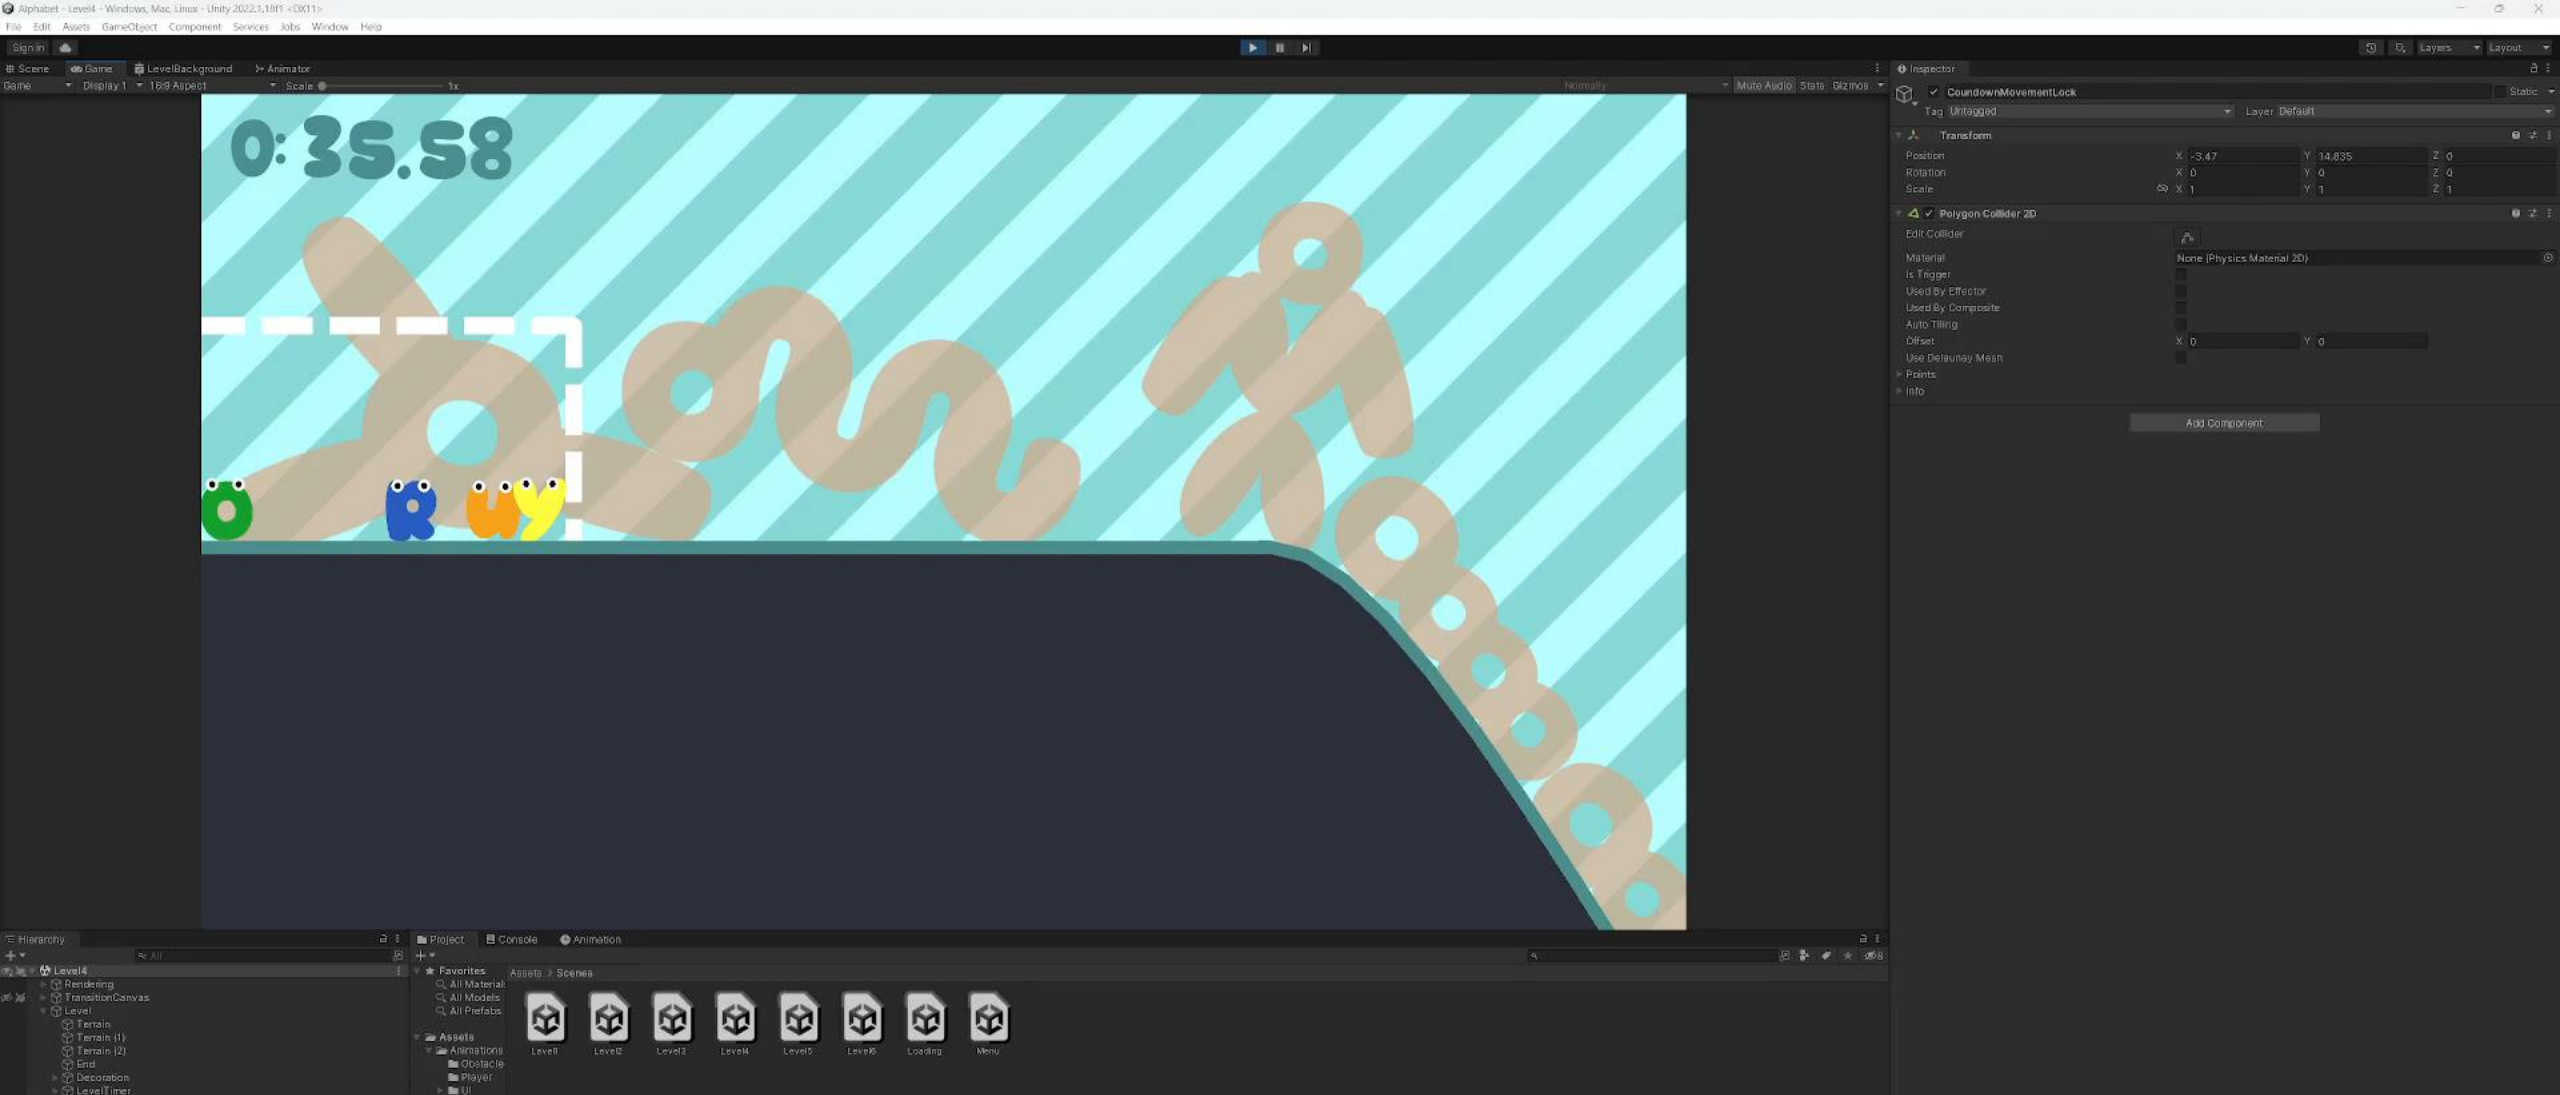 Alphabet - Level4 - Windows, Mac, Linux - Unity 2022.1.19f1 <DX11>
File Edit Assets GameObject Component Services Jobs Window Help
Sign in
Layers Layout
Scene Game LevelBackground Animator
Game Display 1 16:9 Aspect Scale 1x Normally Mute Audio Stats Gizmos
0:35.58
O R U Y
Inspector
CoundownMovementLock Static
Tag Untagged Layer Default
Transform
Position X -3.47 Y 14.835 Z 0
Rotation X 0 Y 0 Z 0
Scale X 1 Y 1 Z 1
Polygon Collider 2D
Edit Collider
Material None (Physics Material 2D)
Is Trigger
Used By Effector
Used By Composite
Auto Tiling
Offset X 0 Y 0
Use Delaunay Mesh
Points
Info
Add Component
Hierarchy
All
Level4
Rendering
TransitionCanvas
Level
Terrain
Terrain (1)
Terrain (2)
End
Decoration
LevelTimer
Project Console Animation
8
Favorites
All Materials
All Models
All Prefabs
Assets
Animations
Obstacle
Player
UI
Assets > Scenes
Level1 Level2 Level3 Level4 Level5 Level6 Loading Menu